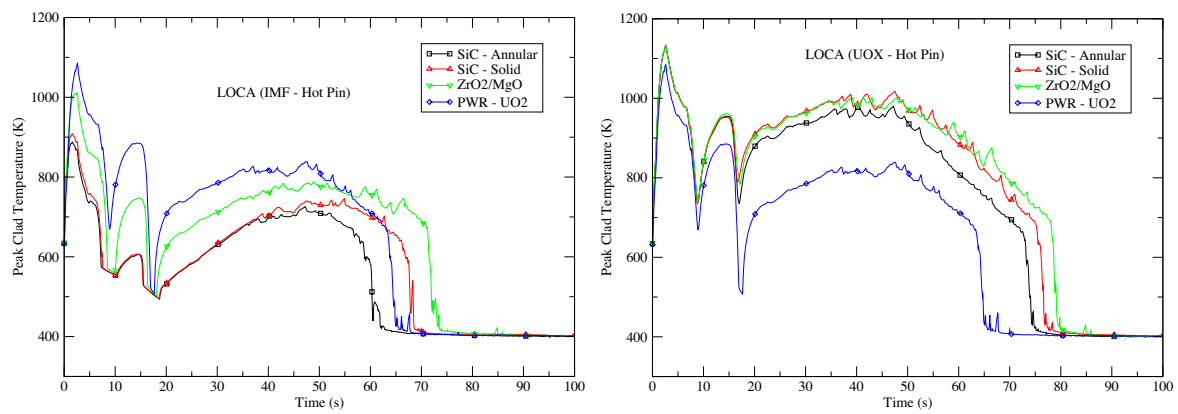 1200
1000
800
600
400
Peak Clad Temperature (K)
LOCA (IMF - Hot Pin)
SiC - Annular
SiC - Solid
ZrO2/MgO
PWR - UO2
0 10 20 30 40 50 60 70 80 90 100
Time (s)
1200
1000
800
600
400
Peak Clad Temperature (K)
LOCA (UOX - Hot Pin)
SiC - Annular
SiC - Solid
ZrO2/MgO
PWR - UO2
0 10 20 30 40 50 60 70 80 90 100
Time (s)